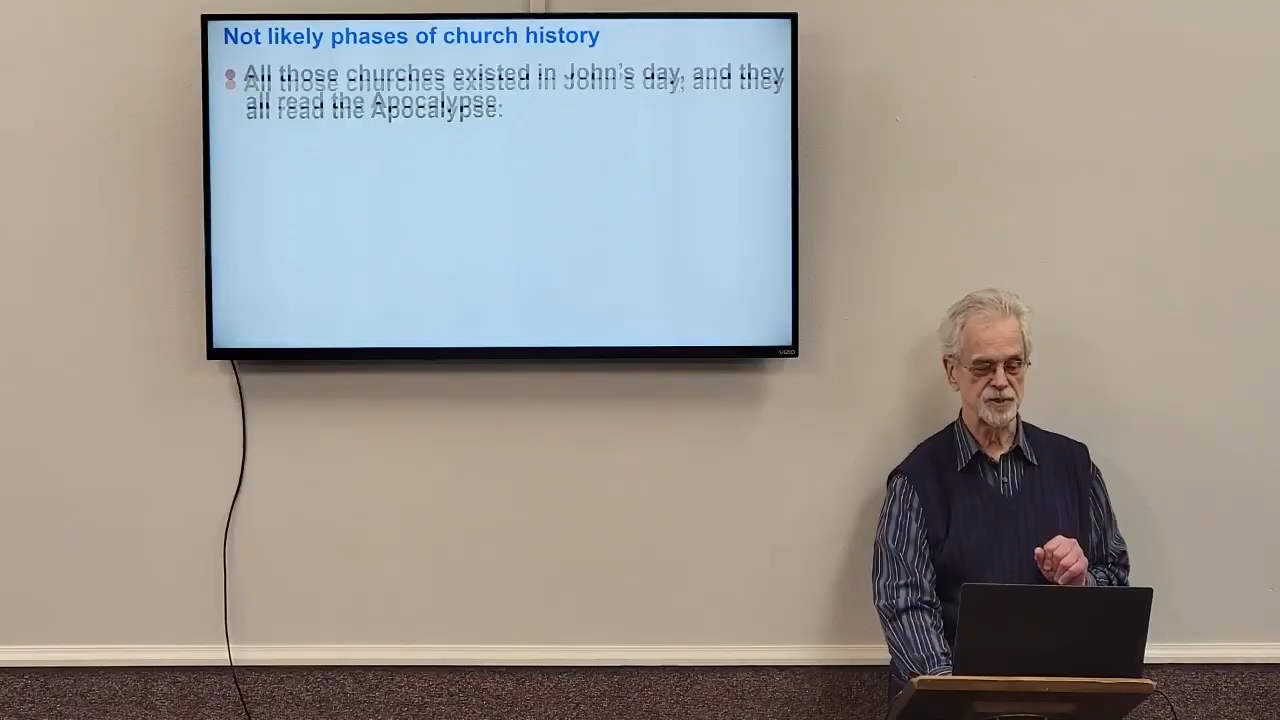 Not likely phases of church history
All those churches existed in John's day, and they
all read the Apocalypse.
VIZIO